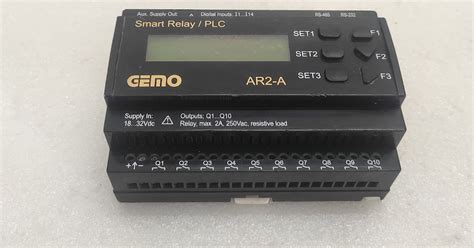 Aux. Supply Out: Digital Inputs: I1...I14 RS-485 RS-232
Smart Relay / PLC
SET1 F1
SET2 F2
SET3 F3
GEMO AR2-A
Supply In: Outputs; Q1...Q10
18...32Vdc Relay, max 2A, 250Vac, resistive load
+ - Q1 Q2 Q3 Q4 Q5 Q6 Q7 Q8 Q9 Q10